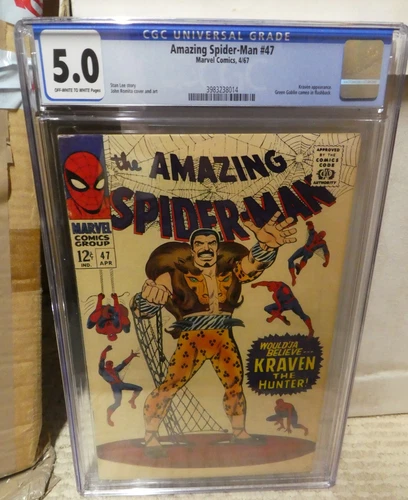 CGC UNIVERSAL GRADE
5.0
OFF-WHITE TO WHITE Pages
Amazing Spider-Man #47
Marvel Comics, 4/67
Stan Lee story
John Romita cover and art
Kraven appearance
Green Goblin cameo in flashback
3983238014
the AMAZING
SPIDER-MAN
APPROVED
BY THE
COMICS
CODE
AUTHORITY
MARVEL
COMICS
GROUP
12¢
IND.
47
APR
WOULDJA
BELIEVE...
KRAVEN
THE
HUNTER!